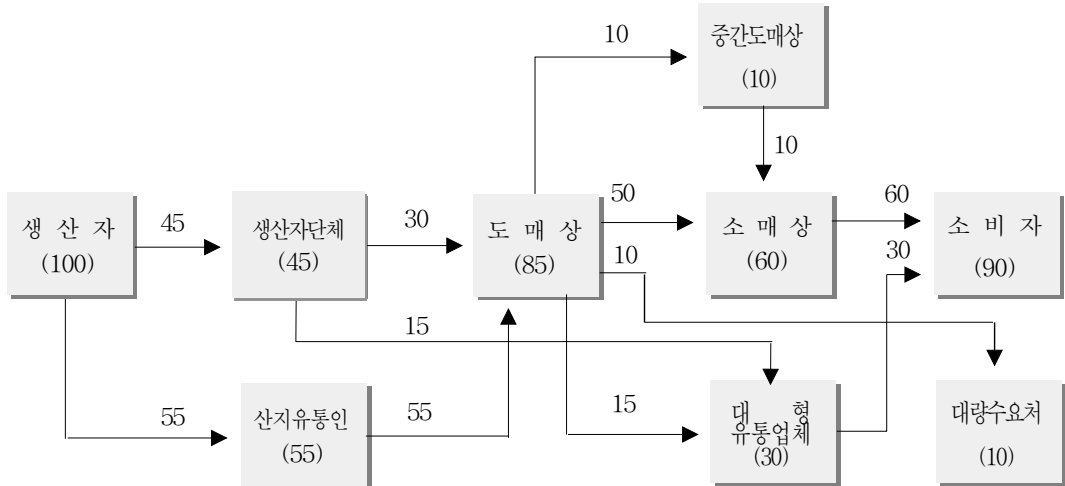 10
중간도매상
(10)
10
생 산 자
(100)
45
생산자단체
(45)
30
도 매 상
(85)
50
10
소 매 상
(60)
60
30
소 비 자
(90)
15
55
산지유통인
(55)
55
15
대 형
유통업체
(30)
대량수요처
(10)